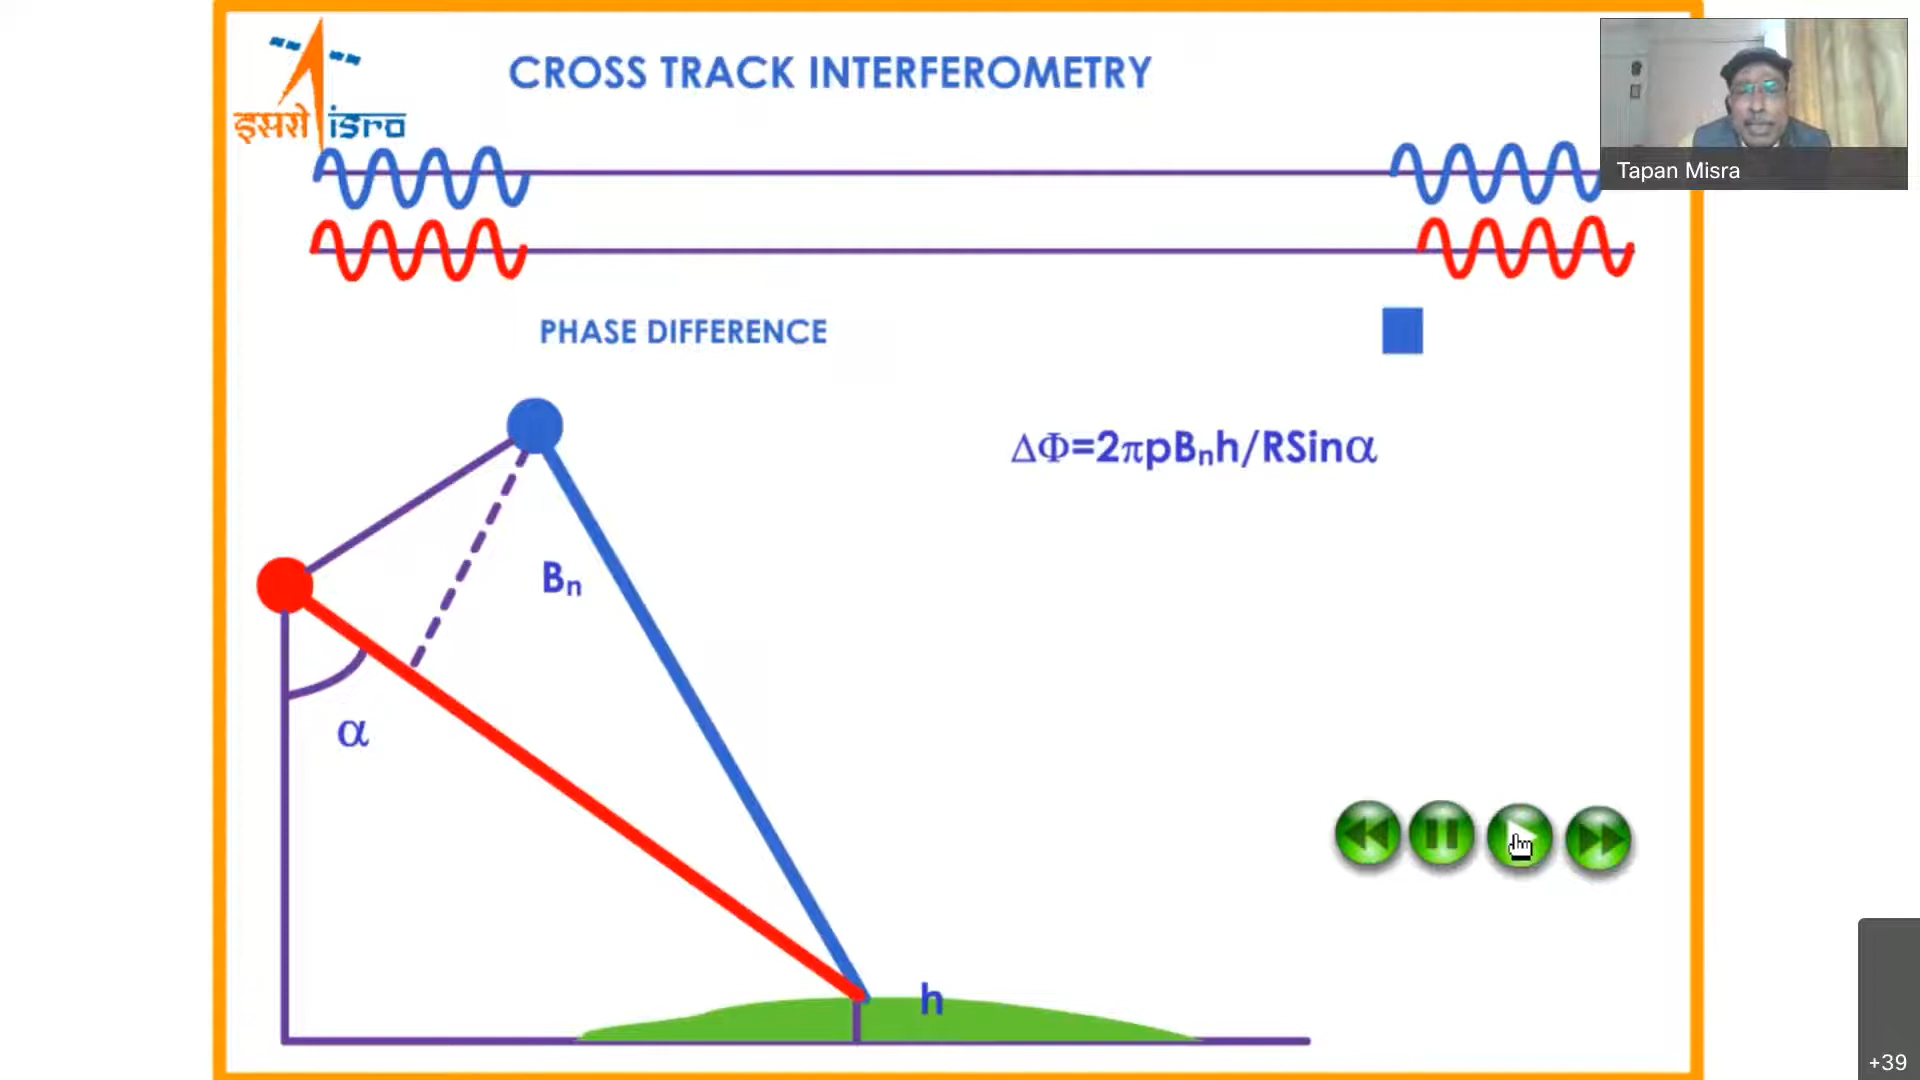 CROSS TRACK INTERFEROMETRY
इसरो isro
Tapan Misra
PHASE DIFFERENCE
ΔΦ=2πpBₙh/RSinα
Bₙ
α
h
+39